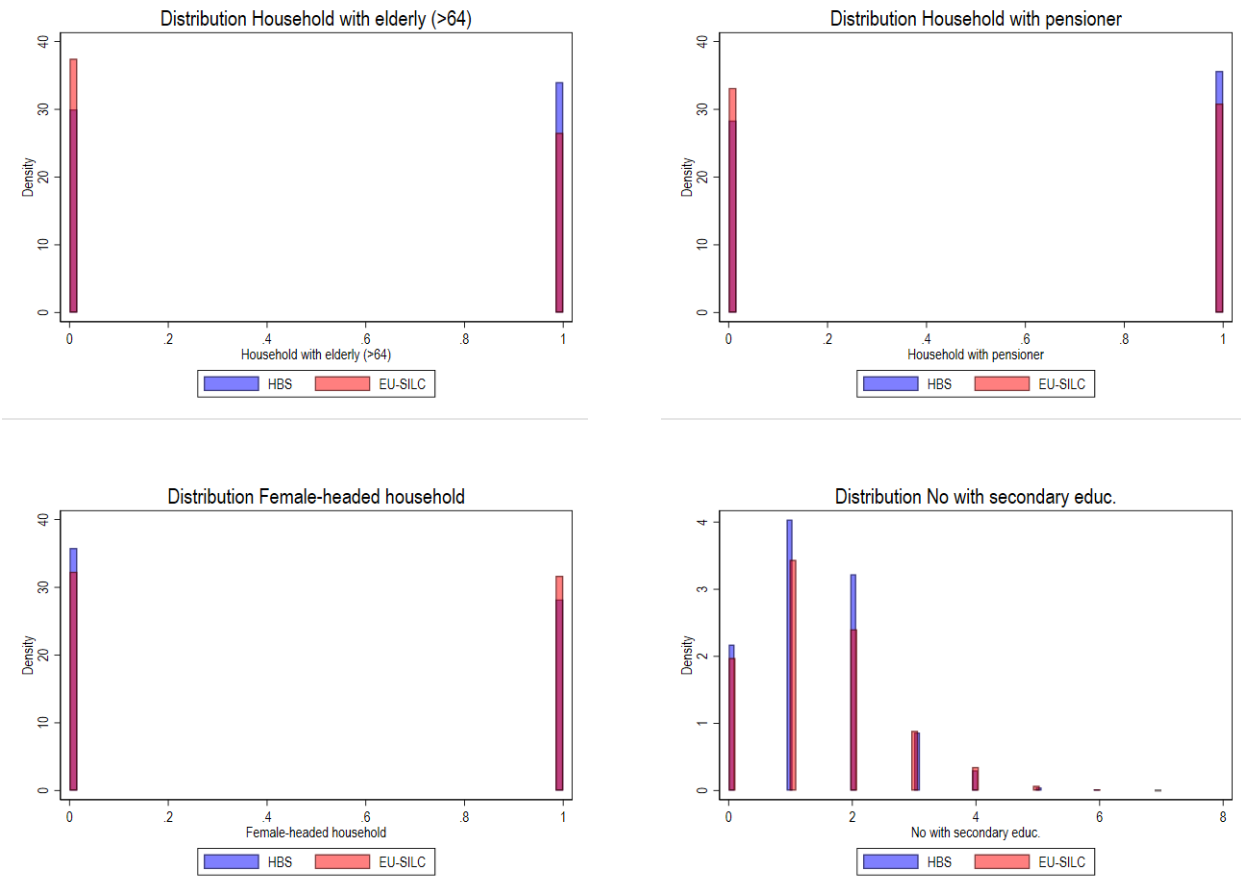 Distribution Household with elderly (>64)
Density
40
30
20
10
0
0 .2 .4 .6 .8 1
Household with elderly (>64)
HBS EU-SILC
Distribution Household with pensioner
Density
40
30
20
10
0
0 .2 .4 .6 .8 1
Household with pensioner
HBS EU-SILC
Distribution Female-headed household
Density
40
30
20
10
0
0 .2 .4 .6 .8 1
Female-headed household
HBS EU-SILC
Distribution No with secondary educ.
Density
4
3
2
1
0
0 2 4 6 8
No with secondary educ.
HBS EU-SILC